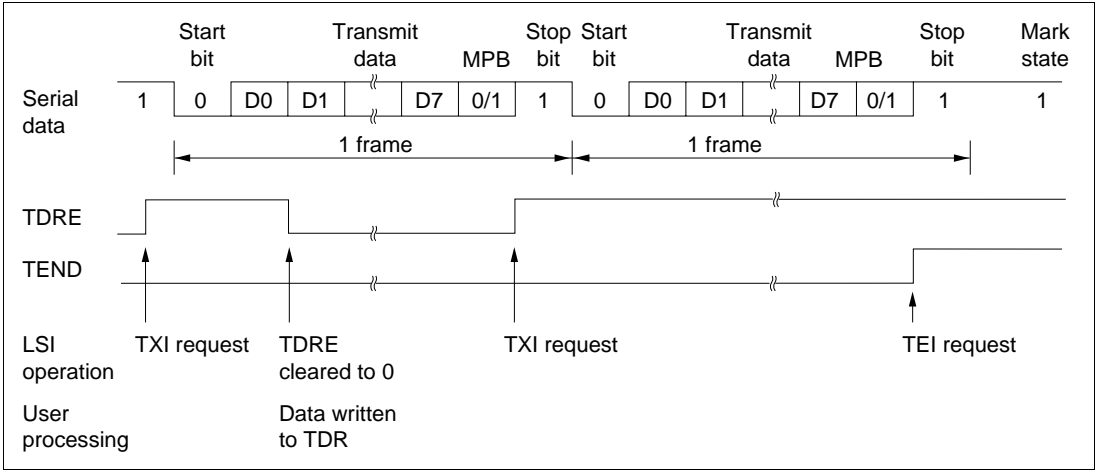 Start bit Transmit data MPB Stop bit Start bit Transmit data MPB Stop bit Mark state
Serial data 1 0 D0 D1 D7 0/1 1 0 D0 D1 D7 0/1 1 1
1 frame 1 frame
TDRE
TEND
LSI operation TXI request TDRE cleared to 0 TXI request TEI request
User processing Data written to TDR